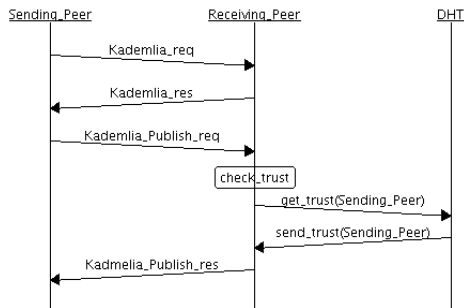 Sending_Peer Receiving_Peer DHT
Kademlia_req
Kademlia_res
Kademlia_Publish_req
check_trust
get_trust(Sending_Peer)
send_trust(Sending_Peer)
Kadmelia_Publish_res